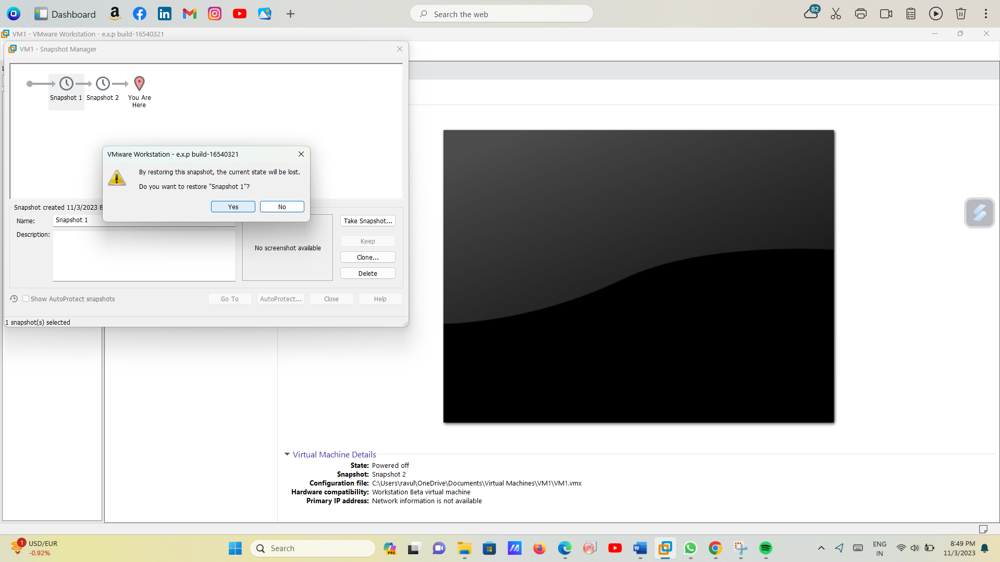 Dashboard
Search the web
82
VM1 - VMware Workstation - e.x.p build-16540321
VM1 - Snapshot Manager
Snapshot 1
Snapshot 2
You Are
Here
VMware Workstation - e.x.p build-16540321
By restoring this snapshot, the current state will be lost.
Do you want to restore "Snapshot 1"?
Yes
No
Snapshot created 11/3/2023 8
Name:
Snapshot 1
Description:
No screenshot available
Take Snapshot...
Keep
Clone...
Delete
Show AutoProtect snapshots
Go To
AutoProtect...
Close
Help
1 snapshot(s) selected
Virtual Machine Details
State: Powered off
Snapshot: Snapshot 2
Configuration file: C:\Users\ravul\OneDrive\Documents\Virtual Machines\VM1\VM1.vmx
Hardware compatibility: Workstation Beta virtual machine
Primary IP address: Network information is not available
1
USD/EUR
-0.92%
Search
PRE
ENG
IN
8:49 PM
11/3/2023